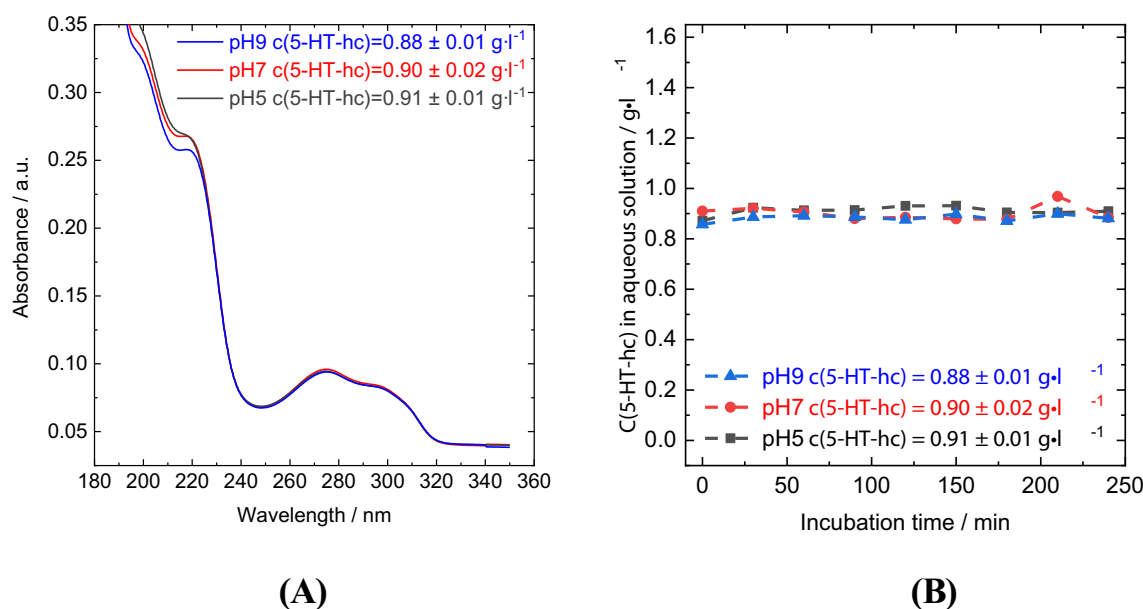 pH9 c(5-HT-hc)=0.88 ± 0.01 g·l⁻¹
pH7 c(5-HT-hc)=0.90 ± 0.02 g·l⁻¹
pH5 c(5-HT-hc)=0.91 ± 0.01 g·l⁻¹
Absorbance / a.u.
0.35
0.30
0.25
0.20
0.15
0.10
0.05
180 200 220 240 260 280 300 320 340 360
Wavelength / nm
(A)
C(5-HT-hc) in aqueous solution / g•l⁻¹
1.6
1.4
1.2
1.0
0.8
0.6
0.4
0.2
0.0
pH9 c(5-HT-hc) = 0.88 ± 0.01 g•l⁻¹
pH7 c(5-HT-hc) = 0.90 ± 0.02 g•l⁻¹
pH5 c(5-HT-hc) = 0.91 ± 0.01 g•l⁻¹
0 50 100 150 200 250
Incubation time / min
(B)